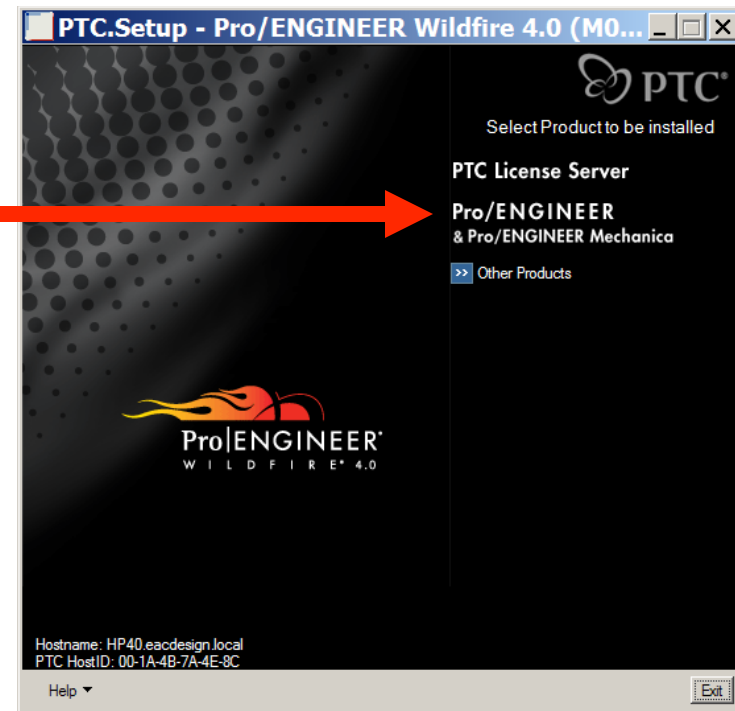 PTC.Setup - Pro/ENGINEER Wildfire 4.0 (M0...
PTC®
Select Product to be installed
PTC License Server
Pro/ENGINEER
& Pro/ENGINEER Mechanica
>> Other Products
Pro|ENGINEER®
WILDFIRE® 4.0
Hostname: HP40.eacdesign.local
PTC HostID: 00-1A-4B-7A-4E-8C
Help
Exit